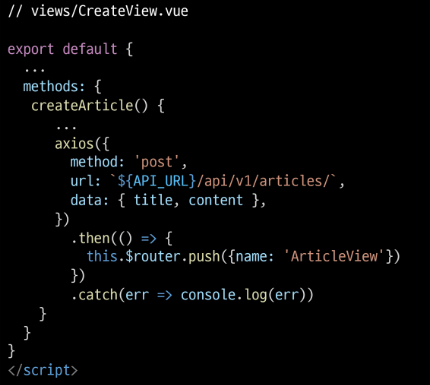 // views/CreateView.vue
export default {
...
methods: {
createArticle() {
...
axios({
method: 'post',
url: `${API_URL}/api/v1/articles/`,
data: { title, content },
})
.then(() => {
this.$router.push({name: 'ArticleView'})
})
.catch(err => console.log(err))
}
}
}
</script>